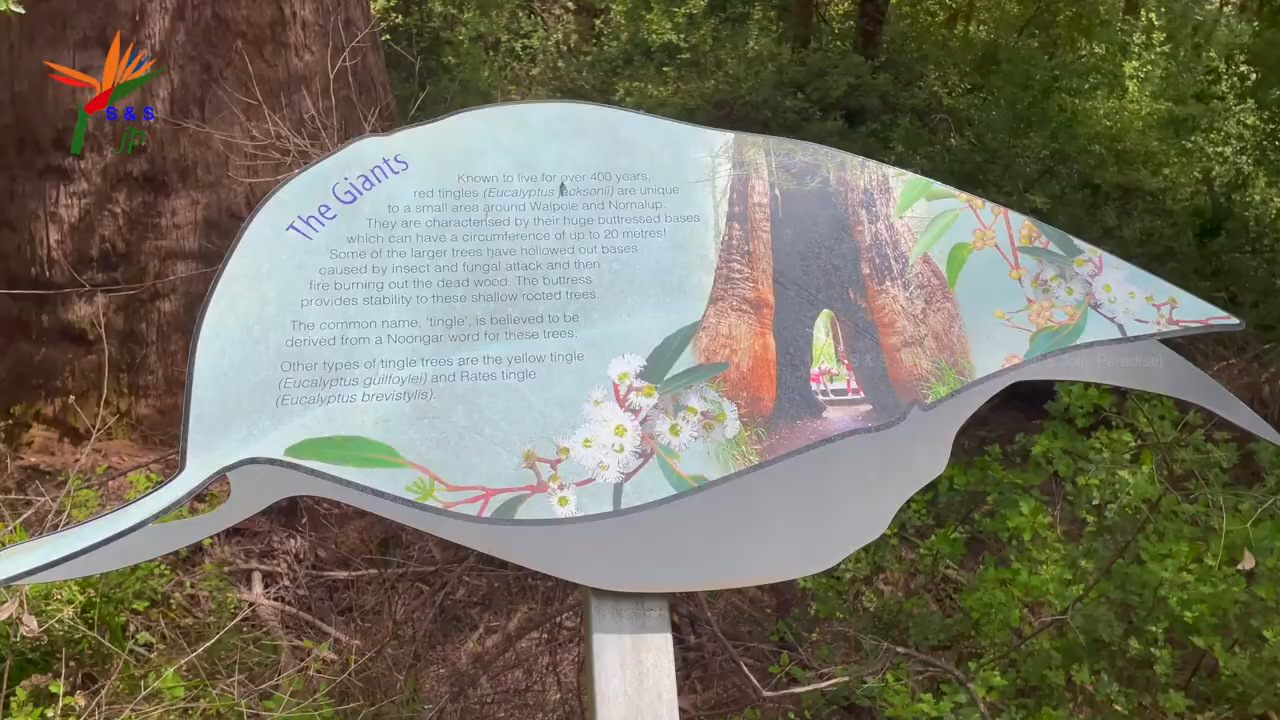 S & S
JP
The Giants
Known to live for over 400 years,
red tingles (Eucalyptus jacksonii) are unique
to a small area around Walpole and Nornalup.
They are characterised by their huge buttressed bases
which can have a circumference of up to 20 metres!
Some of the larger trees have hollowed out bases
caused by insect and fungal attack and then
fire burning out the dead wood. The buttress
provides stability to these shallow rooted trees.
The common name, ‘tingle’, is believed to be
derived from a Noongar word for these trees.
Other types of tingle trees are the yellow tingle
(Eucalyptus guilfoylei) and Rates tingle
(Eucalyptus brevistylis).